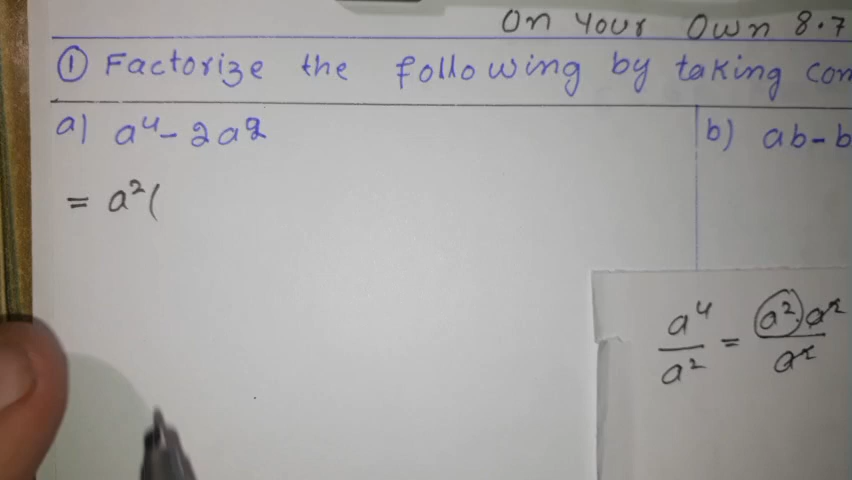 On Your Own 8.7
① Factorize the following by taking com
a) a⁴ - 2a²
b) ab - b
= a²(
a⁴/a² = a².a²/a²